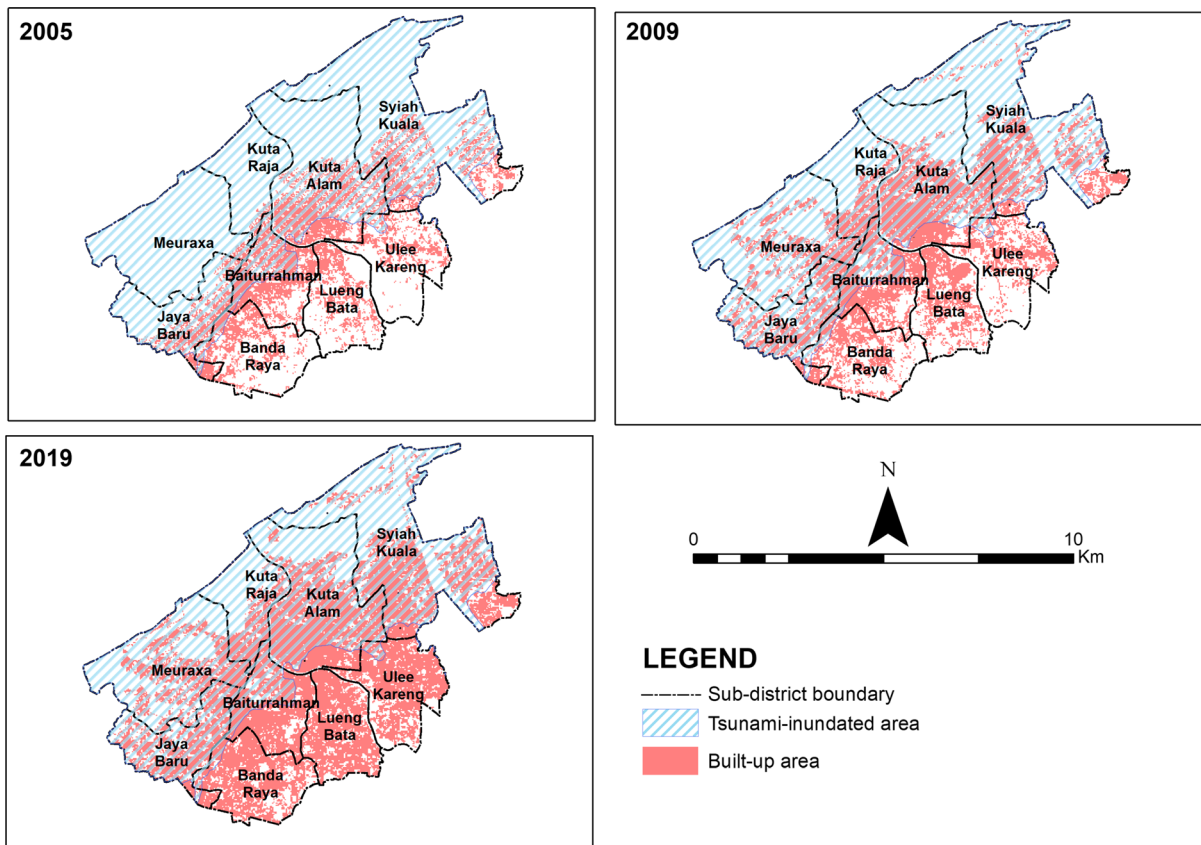 2005
Syiah
Kuala
Kuta
Raja
Kuta
Alam
Meuraxa
Ulee
Kareng
Baiturrahman
Lueng
Bata
Jaya
Baru
Banda
Raya
2009
Syiah
Kuala
Kuta
Raja
Kuta
Alam
Meuraxa
Ulee
Kareng
Baiturrahman
Lueng
Bata
Jaya
Baru
Banda
Raya
2019
Syiah
Kuala
Kuta
Raja
Kuta
Alam
Meuraxa
Ulee
Kareng
Baiturrahman
Lueng
Bata
Jaya
Baru
Banda
Raya
N
0 10
Km
LEGEND
Sub-district boundary
Tsunami-inundated area
Built-up area